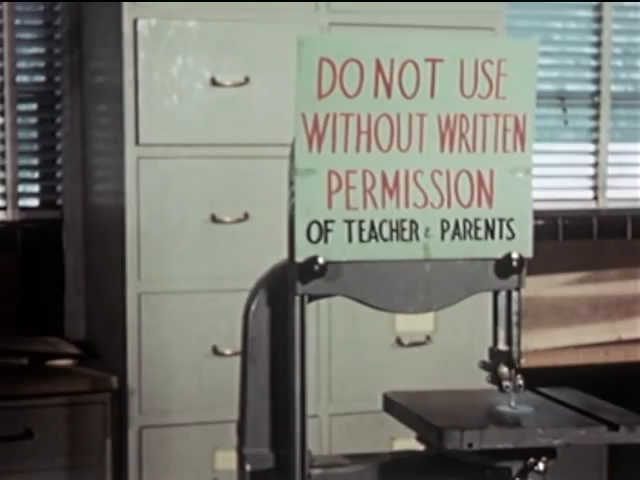 DO NOT USE
WITHOUT WRITTEN
PERMISSION
OF TEACHER & PARENTS